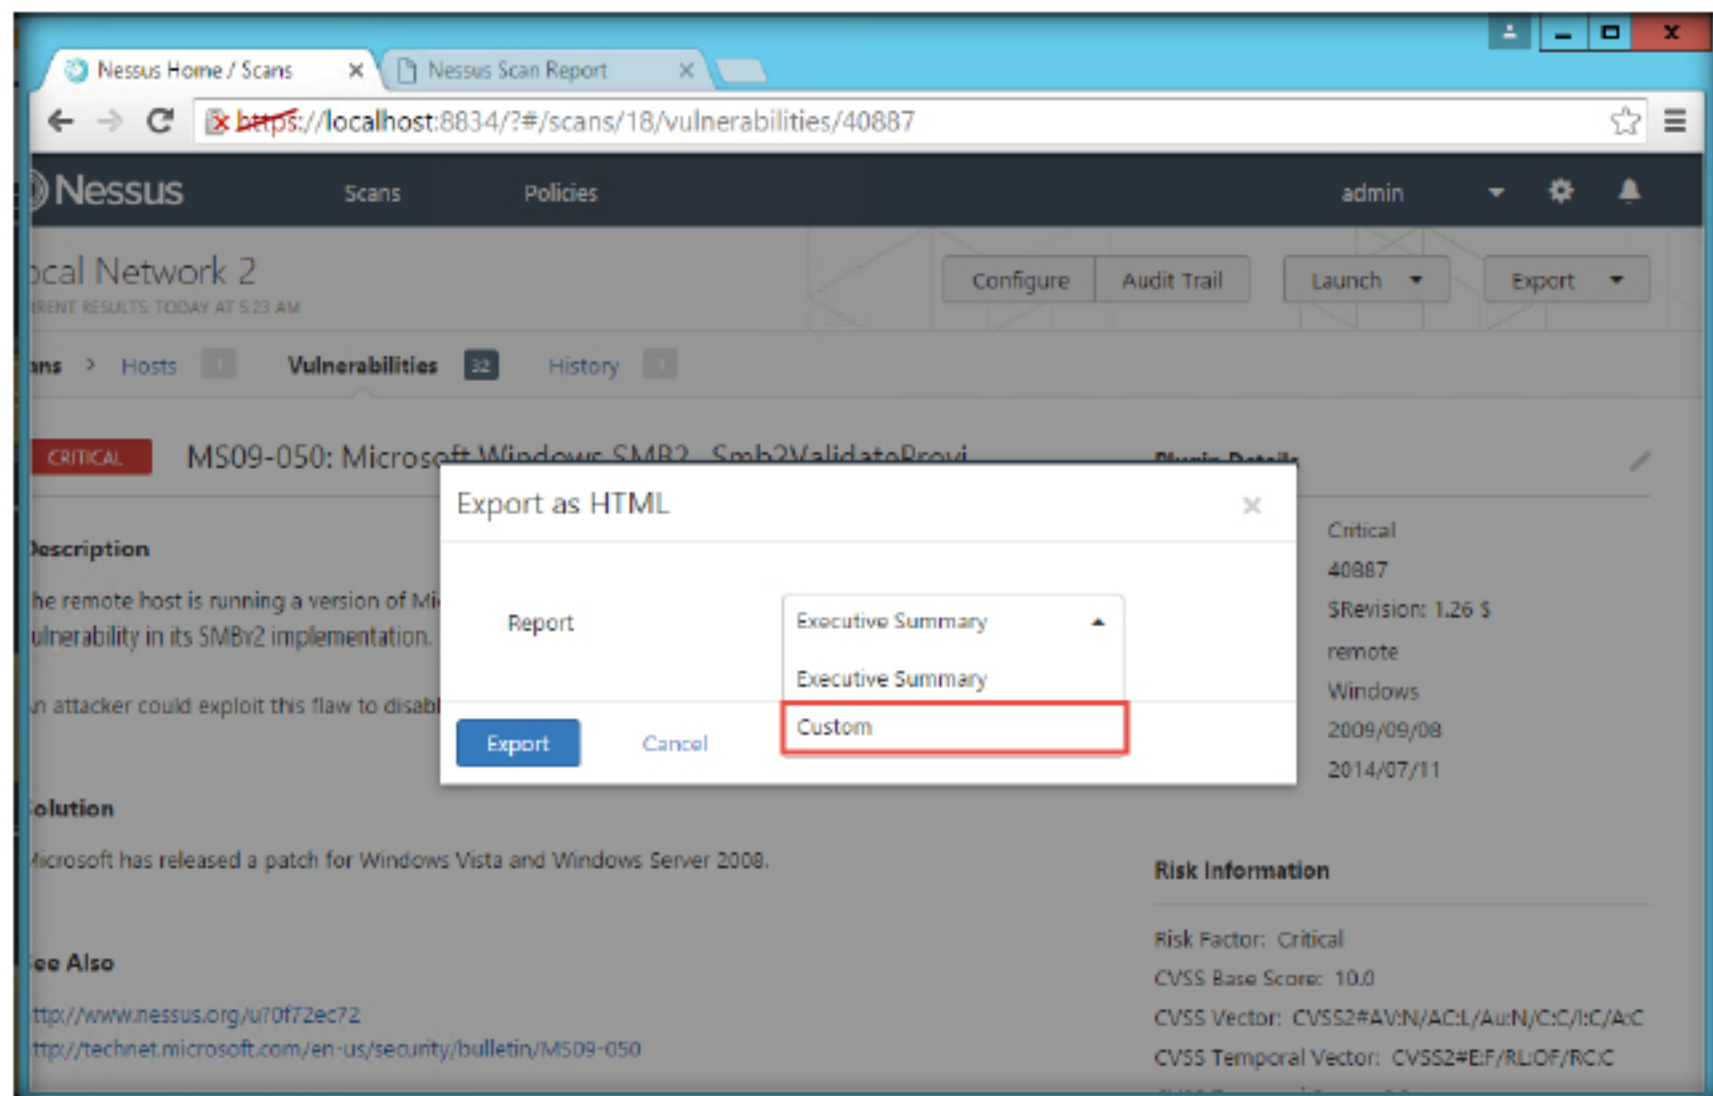 Nessus Home / Scans
Nessus Scan Report
https://localhost:8834/?#/scans/18/vulnerabilities/40887
Nessus Scans Policies admin
ocal Network 2
RENT RESULTS: TODAY AT 5:23 AM
Configure Audit Trail Launch Export
ans > Hosts 1 Vulnerabilities 32 History 1
CRITICAL MS09-050: Microsoft Windows SMB2 _Smb2ValidateProvi...
Plugin Details
Export as HTML
Report
Executive Summary
Executive Summary
Custom
Export Cancel
Description
he remote host is running a version of Mi
ulnerability in its SMBv2 implementation.
n attacker could exploit this flaw to disabl
Solution
Microsoft has released a patch for Windows Vista and Windows Server 2008.
ee Also
ttp://www.nessus.org/u?0f72ec72
ttp://technet.microsoft.com/en-us/security/bulletin/MS09-050
Critical
40887
$Revision: 1.26 $
remote
Windows
2009/09/08
2014/07/11
Risk Information
Risk Factor: Critical
CVSS Base Score: 10.0
CVSS Vector: CVSS2#AV:N/AC:L/Au:N/C:C/I:C/A:C
CVSS Temporal Vector: CVSS2#E:F/RL:OF/RC:C